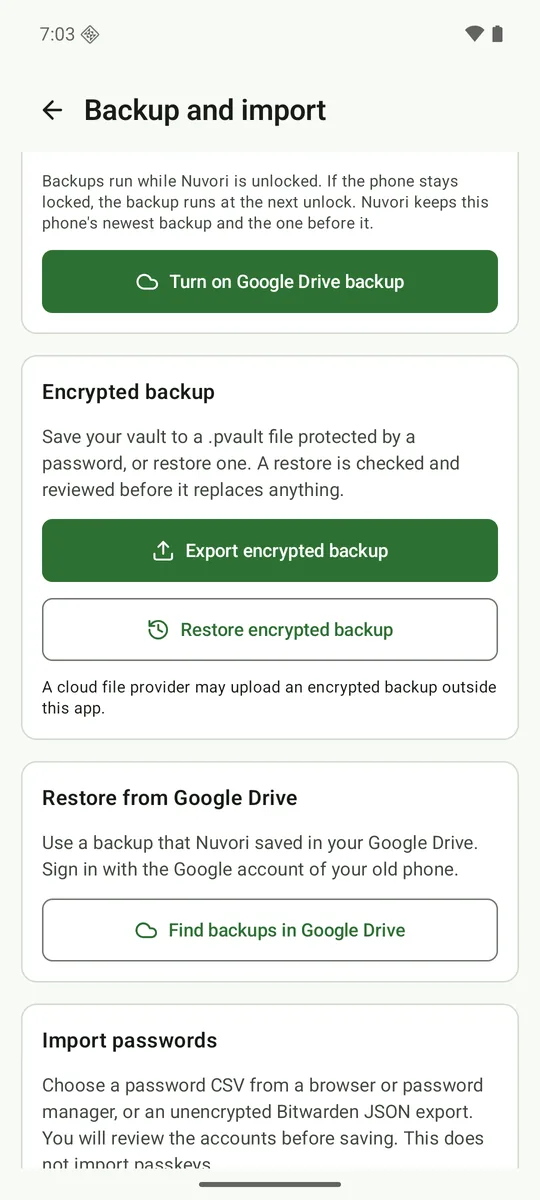 7:03
Backup and import
Backups run while Nuvori is unlocked. If the phone stays
locked, the backup runs at the next unlock. Nuvori keeps this
phone's newest backup and the one before it.
Turn on Google Drive backup
Encrypted backup
Save your vault to a .pvault file protected by a
password, or restore one. A restore is checked and
reviewed before it replaces anything.
Export encrypted backup
Restore encrypted backup
A cloud file provider may upload an encrypted backup outside
this app.
Restore from Google Drive
Use a backup that Nuvori saved in your Google Drive.
Sign in with the Google account of your old phone.
Find backups in Google Drive
Import passwords
Choose a password CSV from a browser or password
manager, or an unencrypted Bitwarden JSON export.
You will review the accounts before saving. This does
not import passkeys